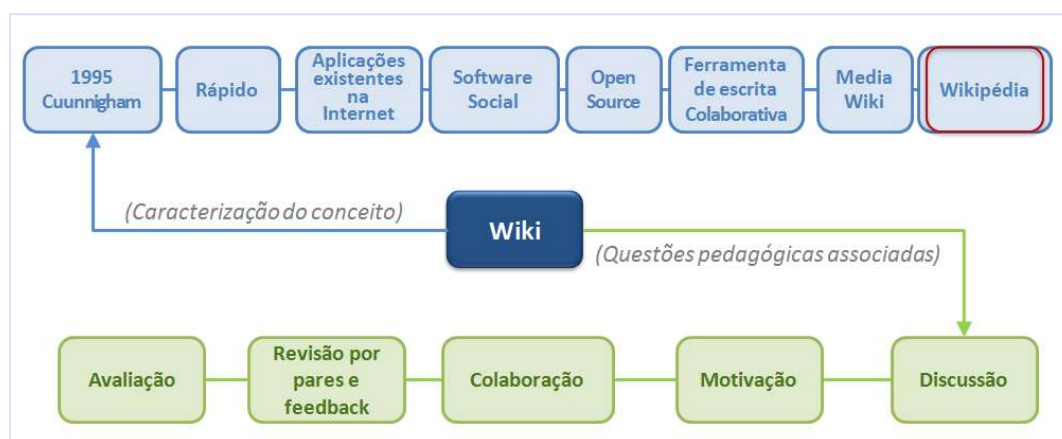 1995
Cuunnigham
Rápido
Aplicações
existentes
na
Internet
Software
Social
Open
Source
Ferramenta
de escrita
Colaborativa
Media
Wiki
Wikipédia
(Caracterização do conceito)
Wiki
(Questões pedagógicas associadas)
Avaliação
Revisão por
pares e
feedback
Colaboração
Motivação
Discussão